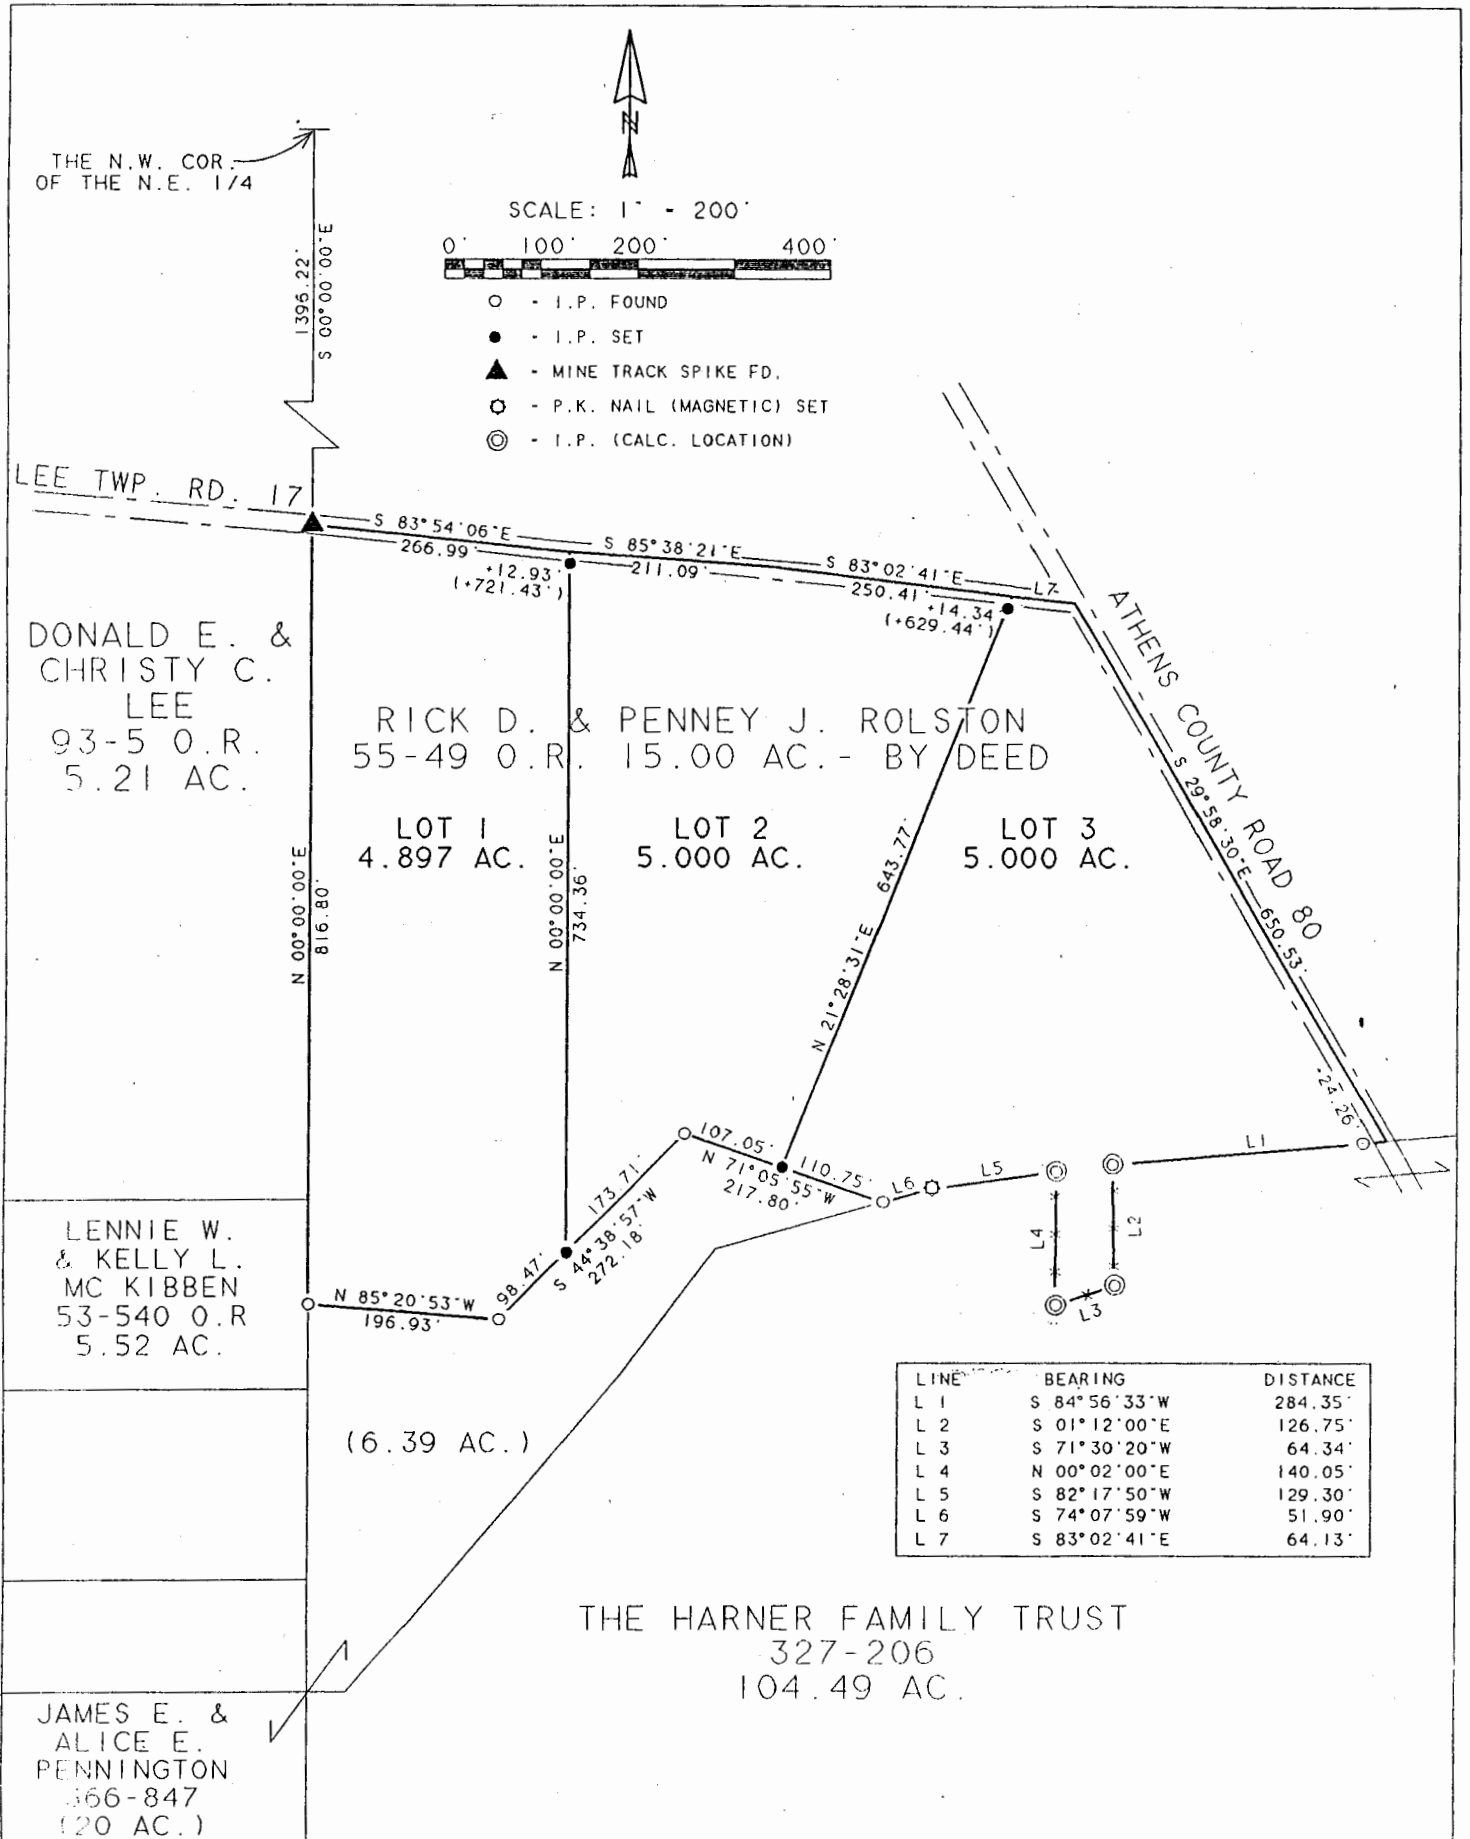 THE N.W. COR.
OF THE N.E. 1/4
N
SCALE: 1" - 200'
0' 100' 200' 400'
○ - I.P. FOUND
● - I.P. SET
▲ - MINE TRACK SPIKE FD.
- P.K. NAIL (MAGNETIC) SET
◎ - I.P. (CALC. LOCATION)
1396.22'
S 00°00'00"E
LEE TWP. RD. 17
S 83°54'06"E
266.99'
+12.93'
(+721.43')
S 85°38'21"E
211.09'
S 83°02'41"E
250.41'
L7
+14.34
(+629.44')
ATHENS COUNTY ROAD 80
S 29°58'30"E
650.53'
DONALD E. &
CHRISTY C.
LEE
93-5 O.R.
5.21 AC.
RICK D. & PENNEY J. ROLSTON
55-49 O.R. 15.00 AC. - BY DEED
LOT 1
4.897 AC.
LOT 2
5.000 AC.
LOT 3
5.000 AC.
N 00°00'00"E
816.80'
N 00°00'00"E
734.36'
N 21°28'31"E
643.77'
24.26'
107.05'
N 71°05'55"W
217.80'
110.75'
L6
L5
L1
L4
L2
L3
173.71'
S 44°38'57"W
272.18'
98.47'
N 85°20'53"W
196.93'
LENNIE W.
& KELLY L.
MC KIBBEN
53-540 O.R
5.52 AC.
(6.39 AC.)
LINE BEARING DISTANCE
L 1 S 84°56'33"W 284.35'
L 2 S 01°12'00"E 126.75'
L 3 S 71°30'20"W 64.34'
L 4 N 00°02'00"E 140.05'
L 5 S 82°17'50"W 129.30'
L 6 S 74°07'59"W 51.90'
L 7 S 83°02'41"E 64.13'
THE HARNER FAMILY TRUST
327-206
104.49 AC.
JAMES E. &
ALICE E.
PENNINGTON
366-847
(20 AC.)